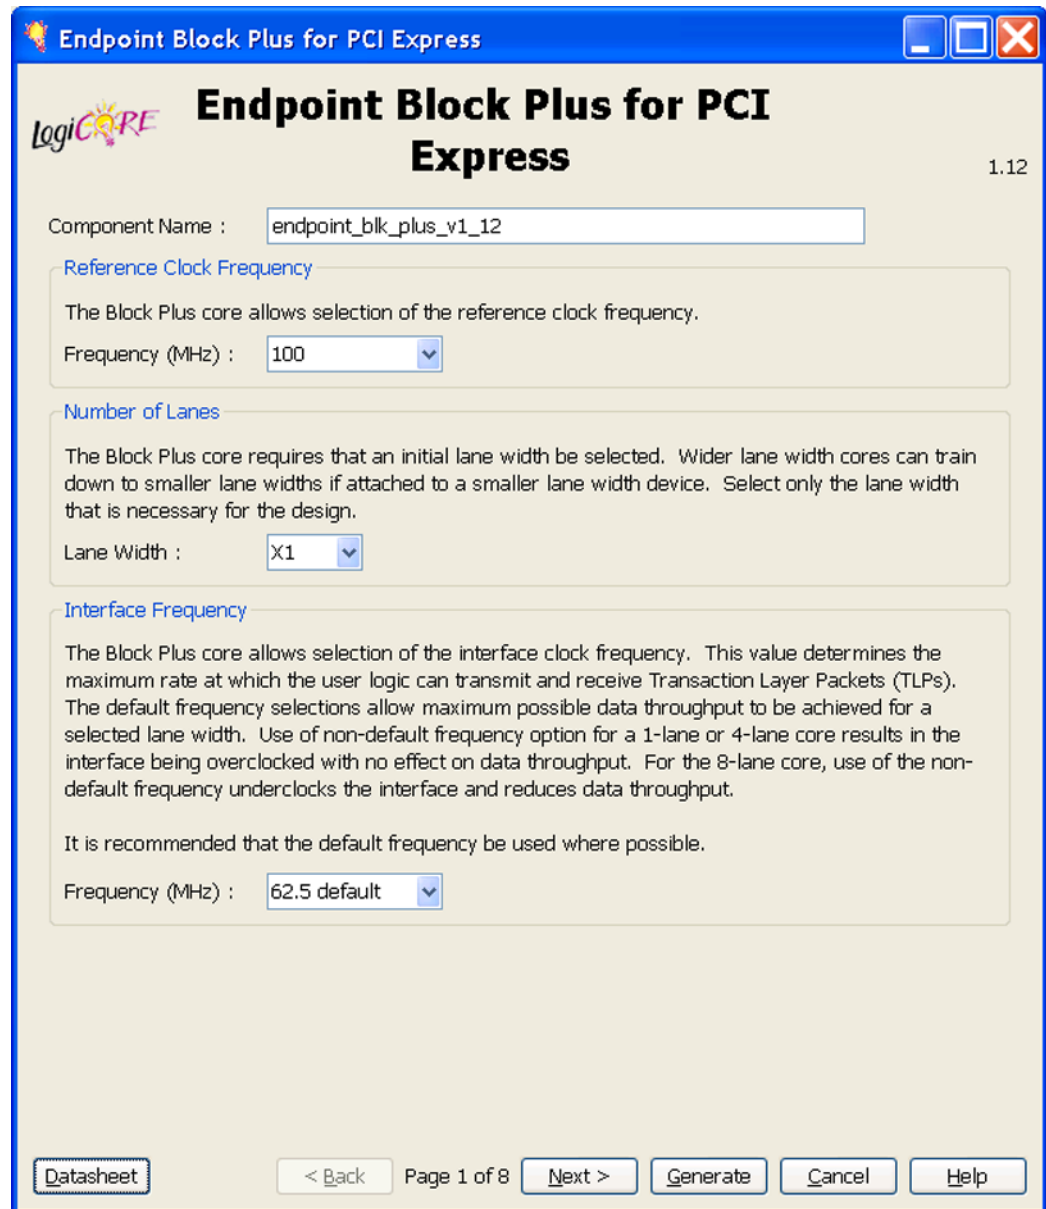 Endpoint Block Plus for PCI Express
LogiCORE
Endpoint Block Plus for PCI
Express
1.12
Component Name : endpoint_blk_plus_v1_12
Reference Clock Frequency
The Block Plus core allows selection of the reference clock frequency.
Frequency (MHz) : 100
Number of Lanes
The Block Plus core requires that an initial lane width be selected. Wider lane width cores can train
down to smaller lane widths if attached to a smaller lane width device. Select only the lane width
that is necessary for the design.
Lane Width : X1
Interface Frequency
The Block Plus core allows selection of the interface clock frequency. This value determines the
maximum rate at which the user logic can transmit and receive Transaction Layer Packets (TLPs).
The default frequency selections allow maximum possible data throughput to be achieved for a
selected lane width. Use of non-default frequency option for a 1-lane or 4-lane core results in the
interface being overclocked with no effect on data throughput. For the 8-lane core, use of the non-
default frequency underclocks the interface and reduces data throughput.
It is recommended that the default frequency be used where possible.
Frequency (MHz) : 62.5 default
Datasheet < Back Page 1 of 8 Next > Generate Cancel Help